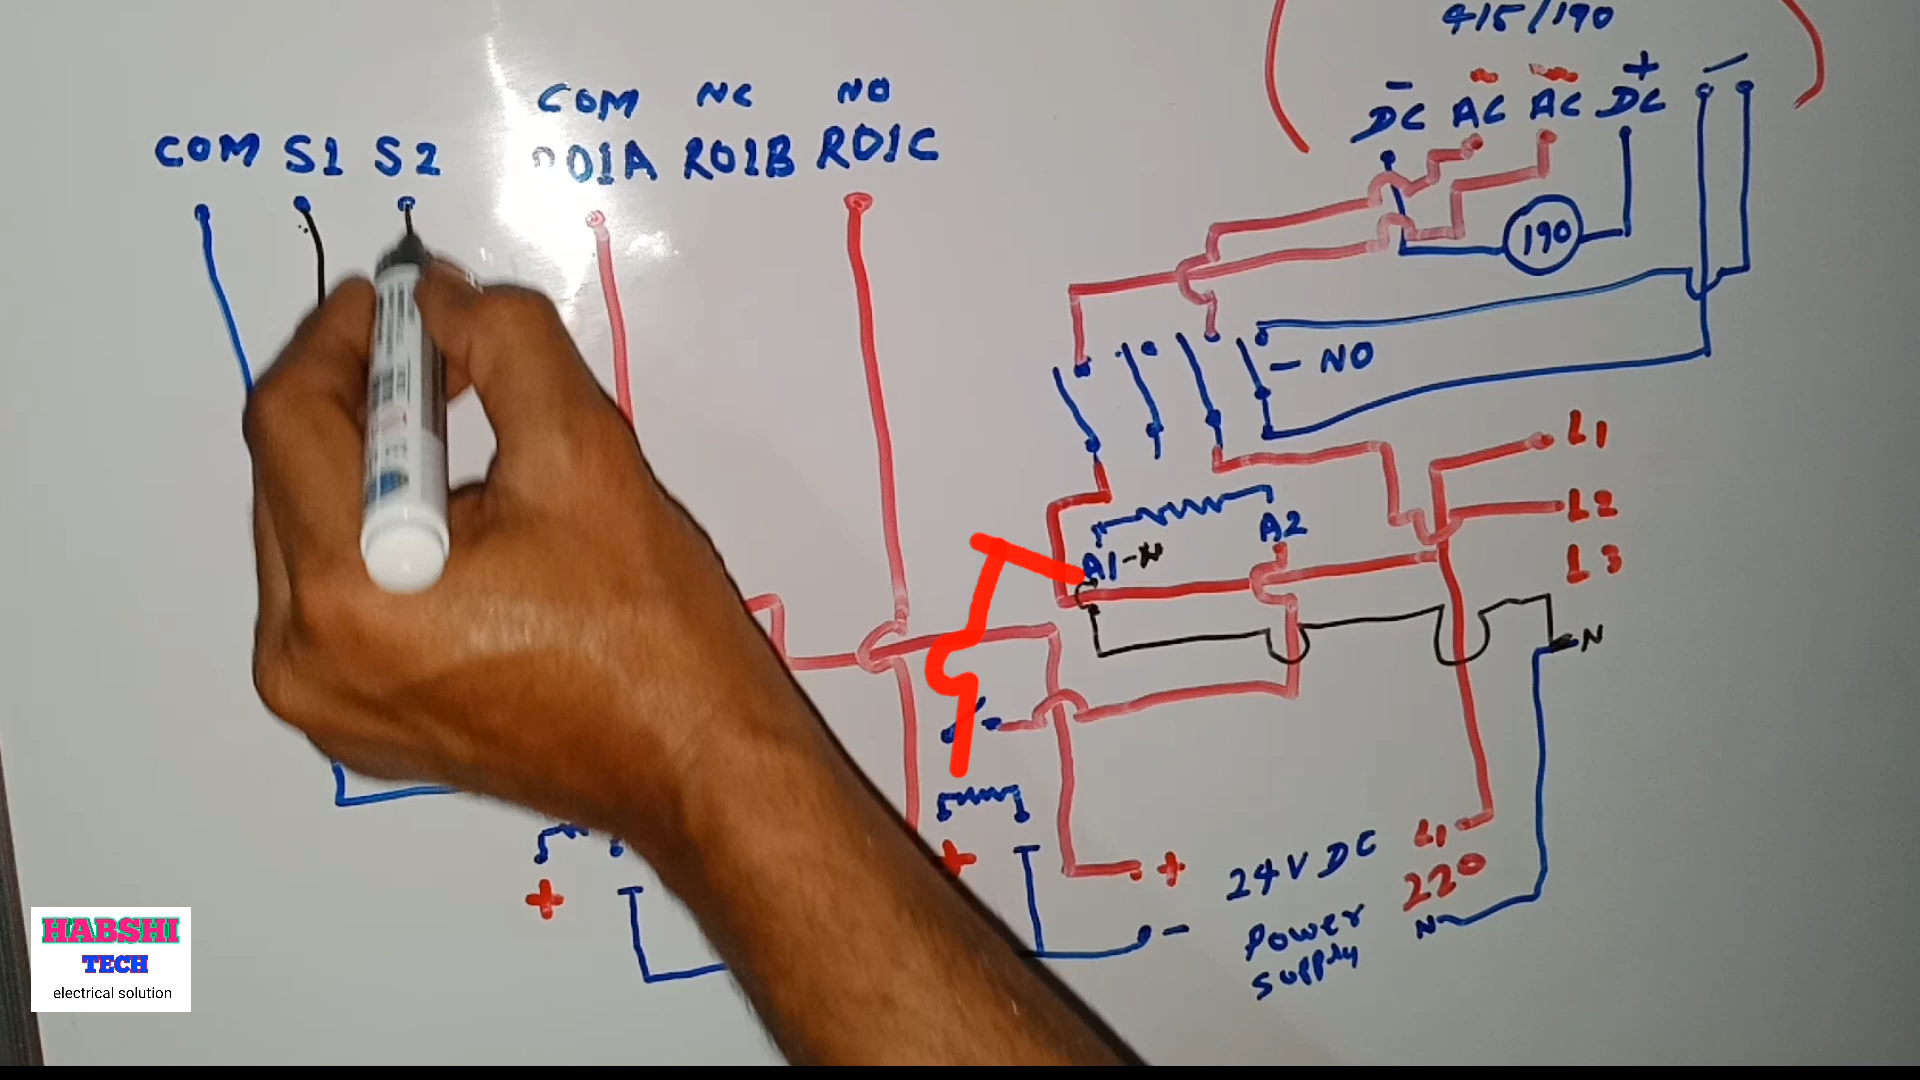 415/190
- AC AC +
DC DC
COM NC NO
COM S1 S2 RO1A RO1B RO1C
190
- NO
L1
L2
A2
A1-N
L3
N
+ + + 24VDC L1
220
- Power N
supply
HABSHI
TECH
electrical solution